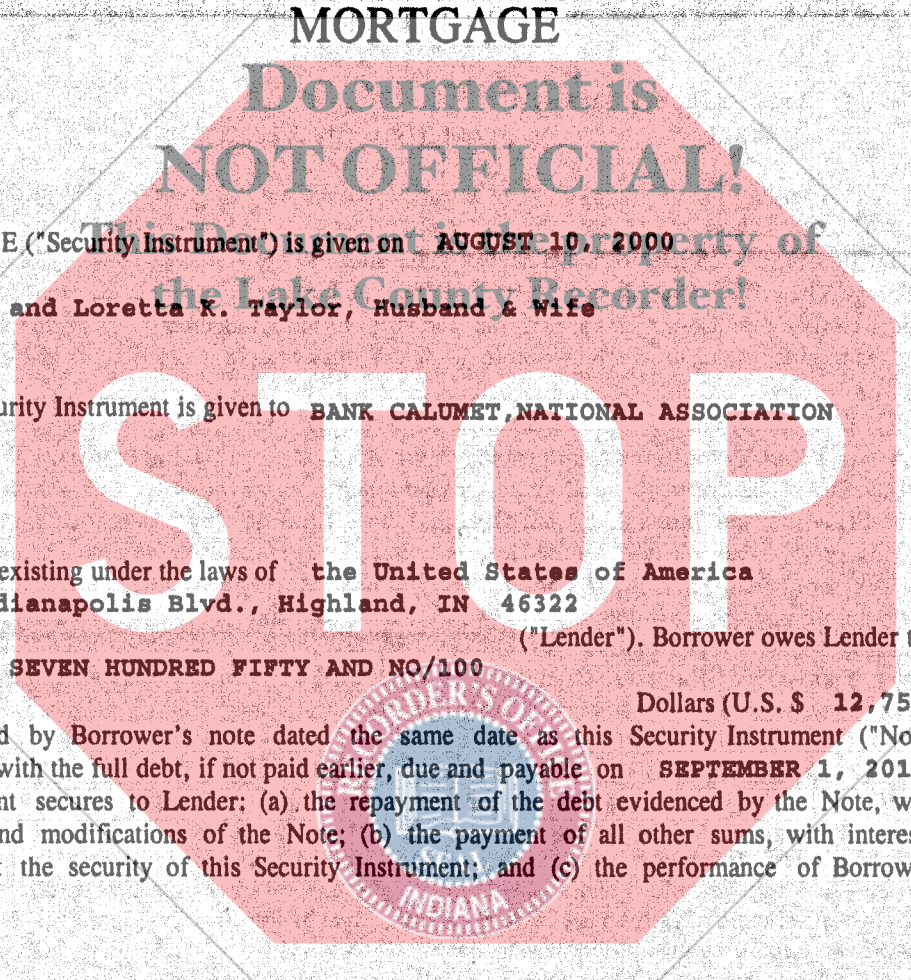 MORTGAGE
Document is
NOT OFFICIAL!
This Document is the property of
the Lake County Recorder!
E ("Security Instrument") is given on AUGUST 10, 2000
and Loretta K. Taylor, Husband & Wife
urity Instrument is given to BANK CALUMET,NATIONAL ASSOCIATION
STOP
existing under the laws of the United States of America
dianapolis Blvd., Highland, IN 46322
("Lender"). Borrower owes Lender t
SEVEN HUNDRED FIFTY AND NO/100
Dollars (U.S. $ 12,75
d by Borrower's note dated the same date as this Security Instrument ("No
with the full debt, if not paid earlier, due and payable on SEPTEMBER 1, 201
nt secures to Lender: (a) the repayment of the debt evidenced by the Note, w
nd modifications of the Note; (b) the payment of all other sums, with interes
t the security of this Security Instrument; and (c) the performance of Borrow
RECORDER'S OFFICE
SEAL
INDIANA